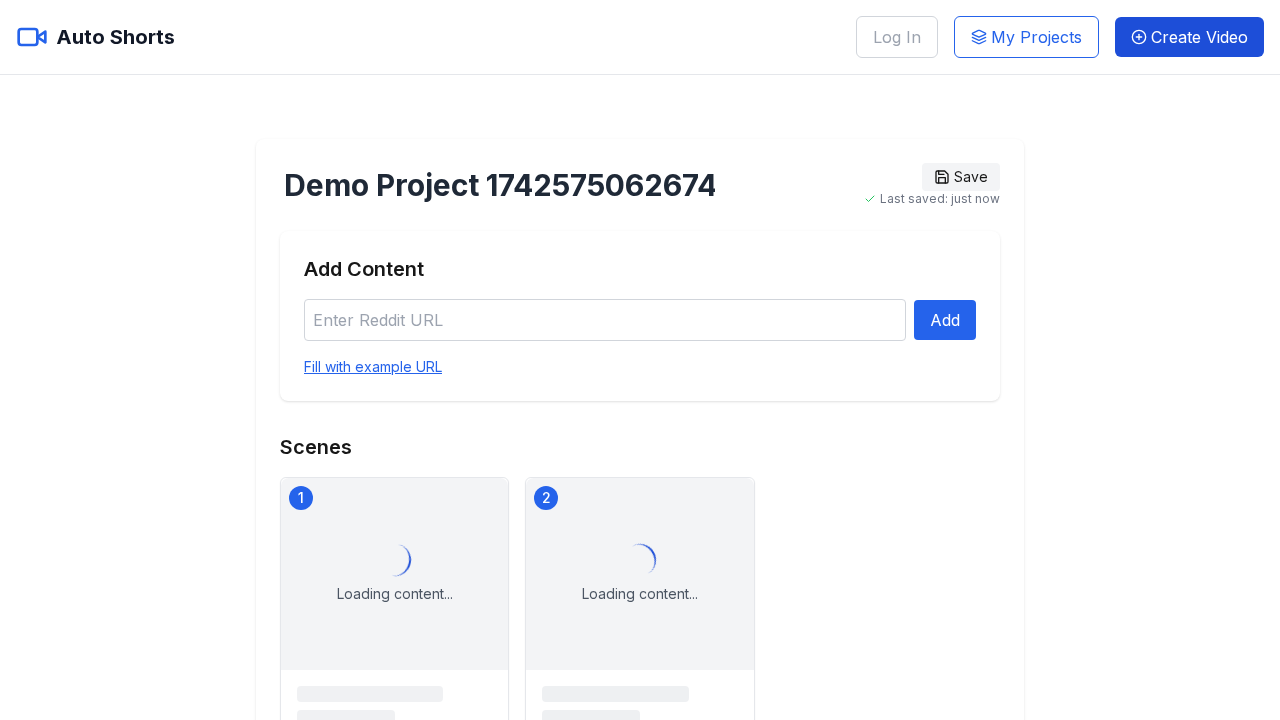 Auto Shorts
Log In
My Projects
Create Video
Demo Project 1742575062674
Save
Last saved: just now
Add Content
Enter Reddit URL
Add
Fill with example URL
Scenes
1
2
Loading content...
Loading content...